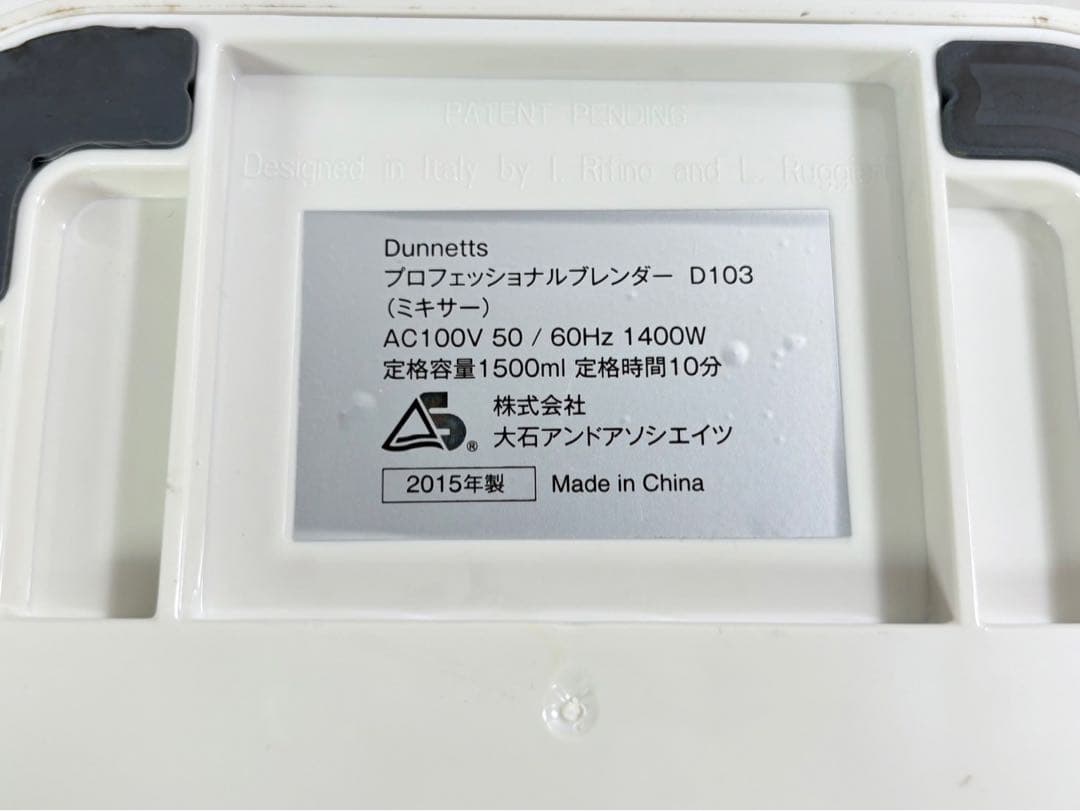 PATENT PENDING
Designed in Italy by I. Rifino and L. Ruggieri
Dunnetts
プロフェッショナルブレンダー D103
（ミキサー）
AC100V 50 / 60Hz 1400W
定格容量1500ml 定格時間10分
株式会社
大石アンドアソシエイツ
2015年製 Made in China